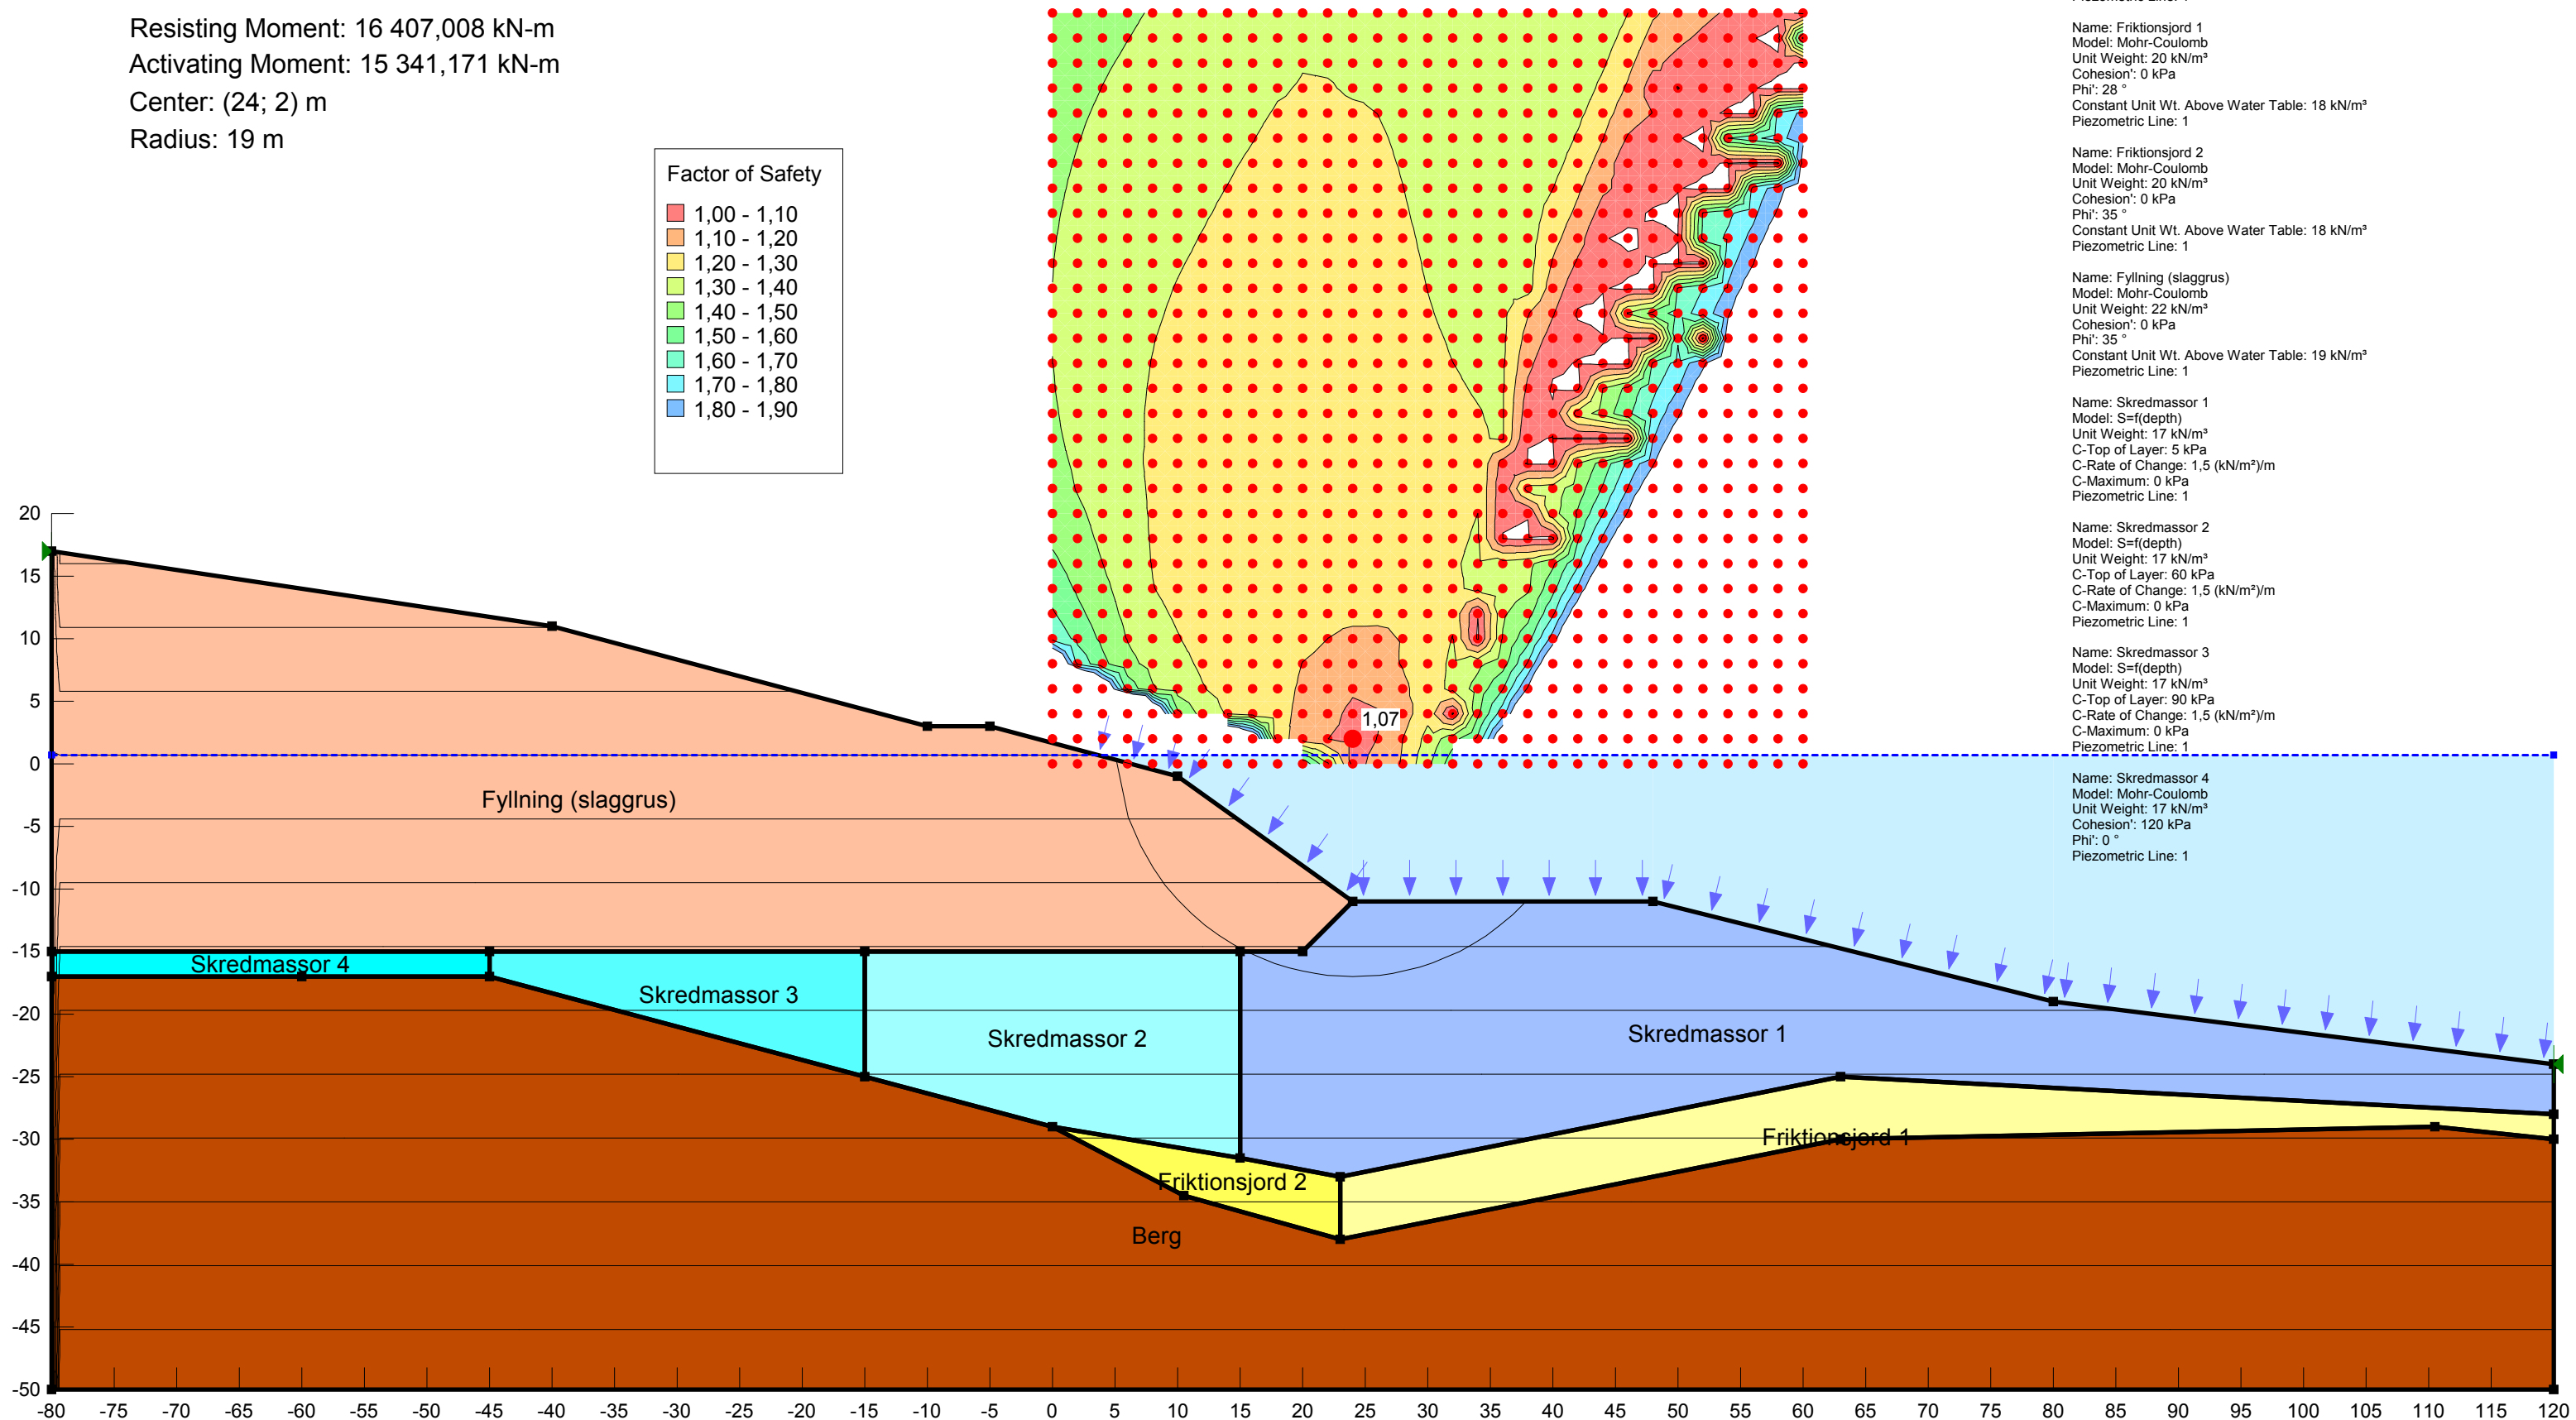 Resisting Moment: 16 407,008 kN-m
Activating Moment: 15 341,171 kN-m
Center: (24; 2) m
Radius: 19 m
Factor of Safety
1,00 - 1,10
1,10 - 1,20
1,20 - 1,30
1,30 - 1,40
1,40 - 1,50
1,50 - 1,60
1,60 - 1,70
1,70 - 1,80
1,80 - 1,90
Name: Friktionsjord 1
Model: Mohr-Coulomb
Unit Weight: 20 kN/m³
Cohesion': 0 kPa
Phi': 28 °
Constant Unit Wt. Above Water Table: 18 kN/m³
Piezometric Line: 1
Name: Friktionsjord 2
Model: Mohr-Coulomb
Unit Weight: 20 kN/m³
Cohesion': 0 kPa
Phi': 35 °
Constant Unit Wt. Above Water Table: 18 kN/m³
Piezometric Line: 1
Name: Fyllning (slaggrus)
Model: Mohr-Coulomb
Unit Weight: 22 kN/m³
Cohesion': 0 kPa
Phi': 35 °
Constant Unit Wt. Above Water Table: 19 kN/m³
Piezometric Line: 1
Name: Skredmassor 1
Model: S=f(depth)
Unit Weight: 17 kN/m³
C-Top of Layer: 5 kPa
C-Rate of Change: 1,5 (kN/m²)/m
C-Maximum: 0 kPa
Piezometric Line: 1
Name: Skredmassor 2
Model: S=f(depth)
Unit Weight: 17 kN/m³
C-Top of Layer: 60 kPa
C-Rate of Change: 1,5 (kN/m²)/m
C-Maximum: 0 kPa
Piezometric Line: 1
Name: Skredmassor 3
Model: S=f(depth)
Unit Weight: 17 kN/m³
C-Top of Layer: 90 kPa
C-Rate of Change: 1,5 (kN/m²)/m
C-Maximum: 0 kPa
Piezometric Line: 1
Name: Skredmassor 4
Model: Mohr-Coulomb
Unit Weight: 17 kN/m³
Cohesion': 120 kPa
Phi': 0 °
Piezometric Line: 1
1,07
Fyllning (slaggrus)
Skredmassor 4
Skredmassor 3
Skredmassor 2
Skredmassor 1
Friktionsjord 1
Friktionsjord 2
Berg
20
15
10
5
0
-5
-10
-15
-20
-25
-30
-35
-40
-45
-50
-80 -75 -70 -65 -60 -55 -50 -45 -40 -35 -30 -25 -20 -15 -10 -5 0 5 10 15 20 25 30 35 40 45 50 55 60 65 70 75 80 85 90 95 100 105 110 115 120